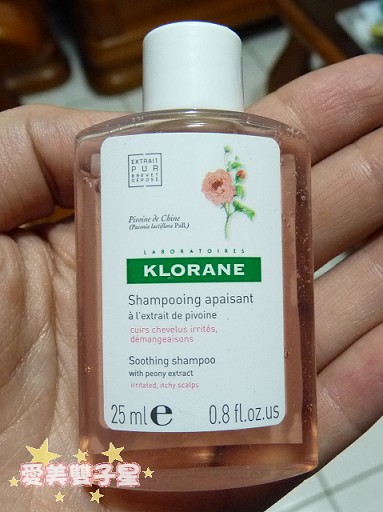 EXTRAIT
PUR
BREVET
DÉPOSÉ
Pivoine de Chine
(Paeonia lactiflora Pall.)
LABORATOIRES
KLORANE
Shampooing apaisant
à l'extrait de pivoine
cuirs chevelus irrités,
démangeaisons
Soothing shampoo
with peony extract
irritated, itchy scalps
25 ml e 0.8 fl.oz.us
愛美雙子星